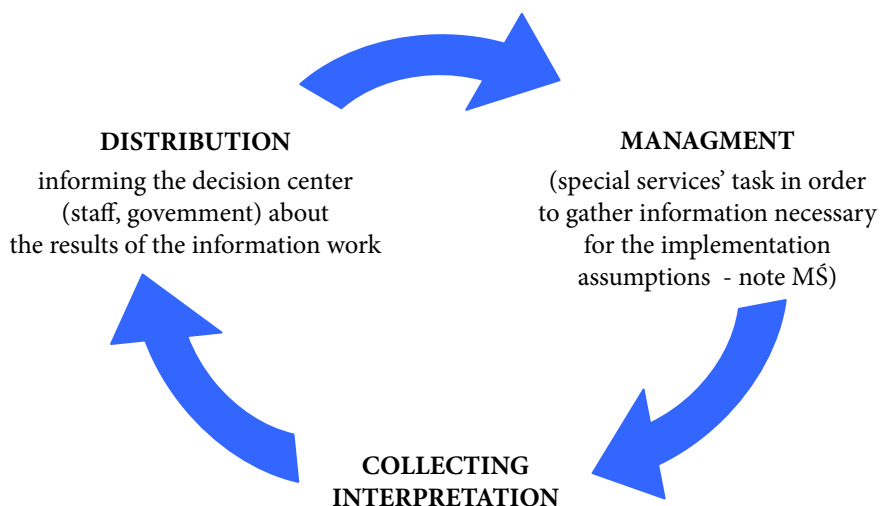 DISTRIBUTION
informing the decision center
(staff, govemment) about
the results of the information work
MANAGMENT
(special services’ task in order
to gather information necessary
for the implementation
assumptions - note MŚ)
COLLECTING
INTERPRETATION